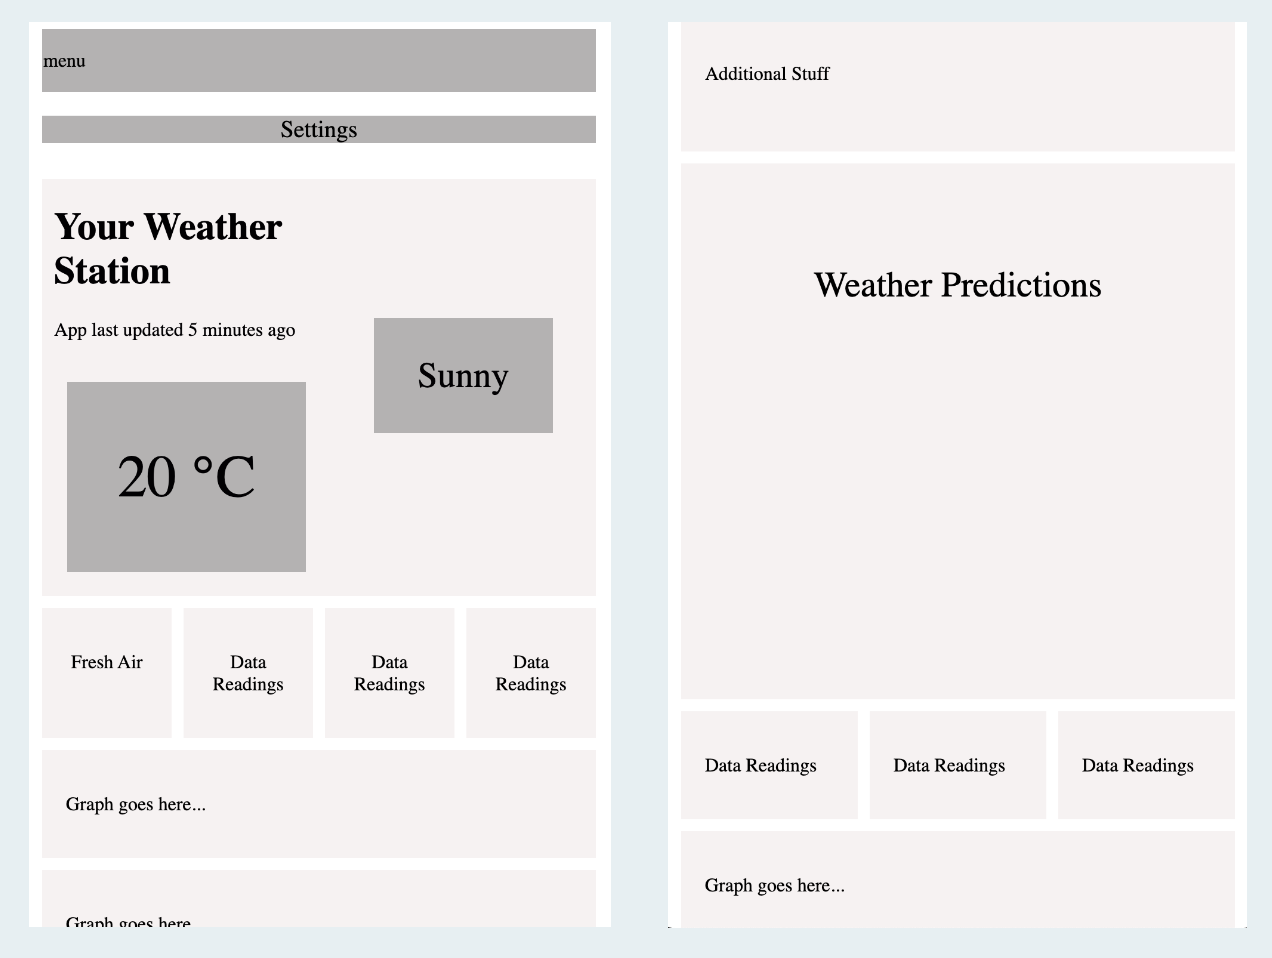 menu
Settings
Your Weather
Station
App last updated 5 minutes ago
Sunny
20 °C
Fresh Air
Data
Readings
Data
Readings
Data
Readings
Graph goes here...
Graph goes here
Additional Stuff
Weather Predictions
Data Readings
Data Readings
Data Readings
Graph goes here...